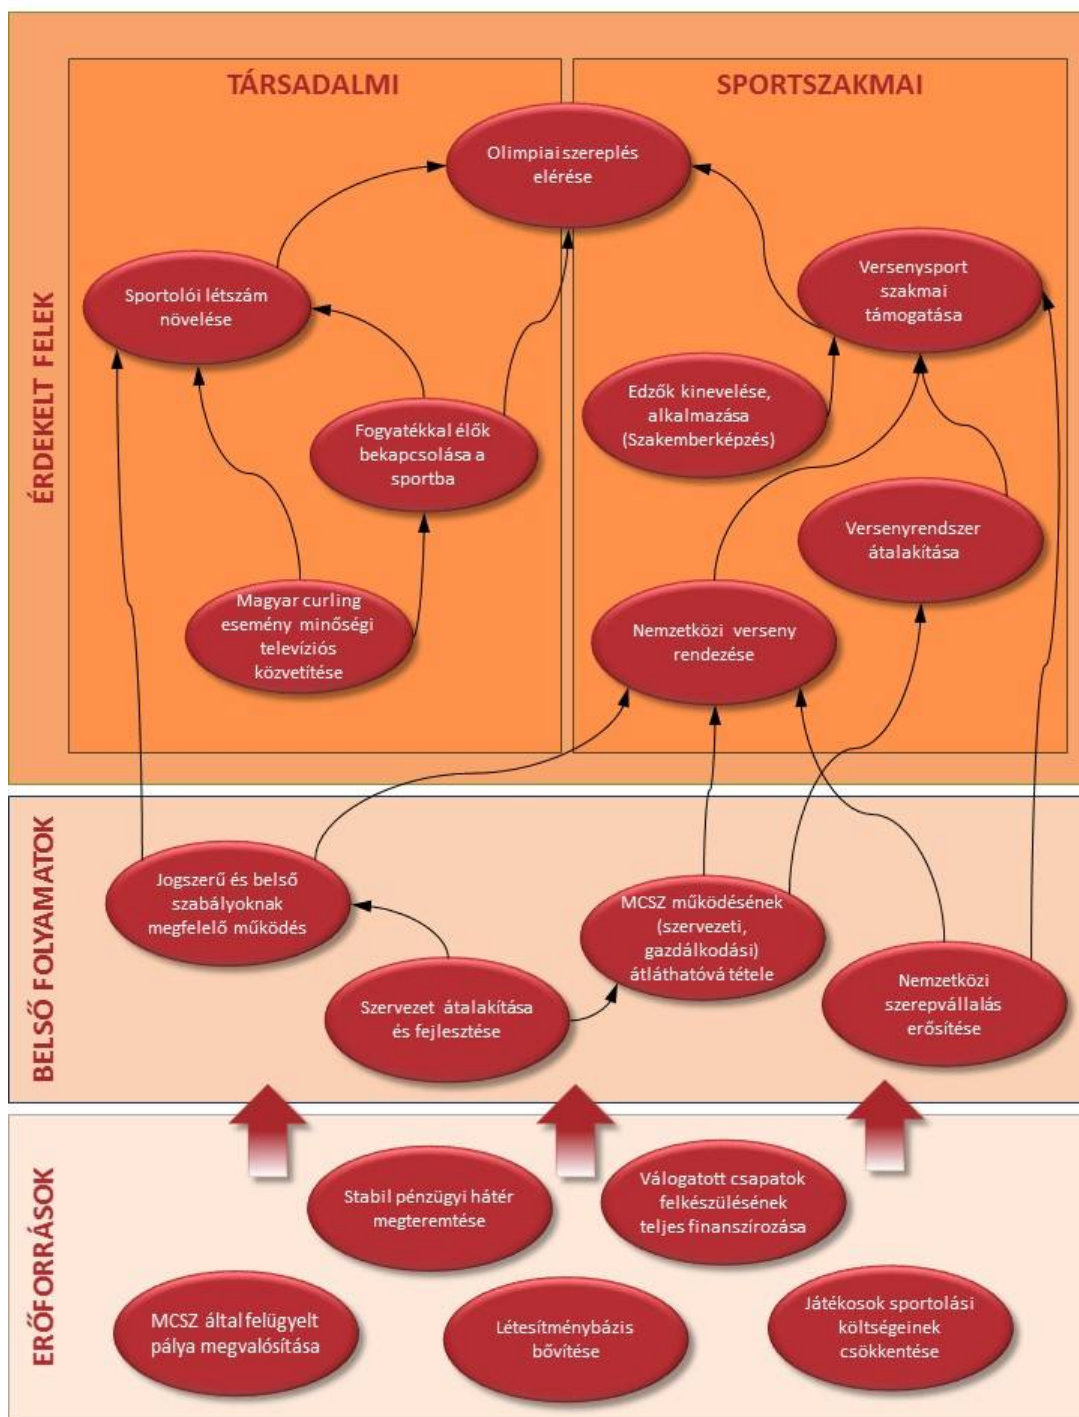 TÁRSADALMI
SPORTSZAKMAI
ÉRDEKELT FELEK
Olimpiai szereplés
elérése
Sportolói létszám
növelése
Versenysport
szakmai
támogatása
Edzők kinevelése,
alkalmazása
(Szakemberképzés)
Fogyatékkal élők
bekapcsolása a
sportba
Versenyrendszer
átalakítása
Magyar curling
esemény minőségi
televíziós
közvetítése
Nemzetközi verseny
rendezése
BELSŐ FOLYAMATOK
Jogszerű és belső
szabályoknak
megfelelő működés
MCSZ működésének
(szervezeti,
gazdálkodási)
átláthatóvá tétele
Szervezet átalakítása
és fejlesztése
Nemzetközi
szerepvállalás
erősítése
ERŐFORRÁSOK
Stabil pénzügyi hátér
megteremtése
Válogatott csapatok
felkészülésének
teljes finanszírozása
MCSZ által felügyelt
pálya megvalósítása
Létesítménybázis
bővítése
Játékosok sportolási
költségeinek
csökkentése